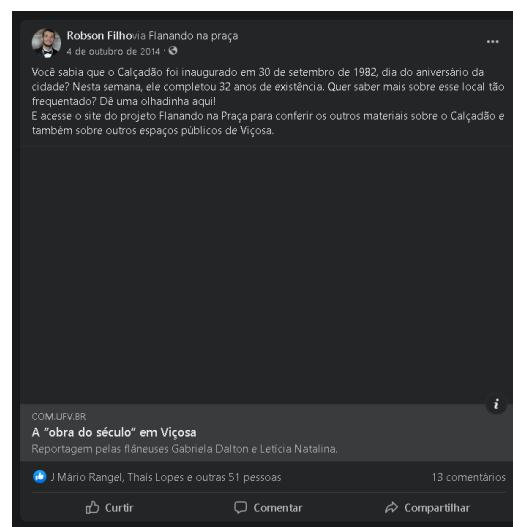 Robson Filho via Flanando na praça
4 de outubro de 2014 ·
Você sabia que o Calçadão foi inaugurado em 30 de setembro de 1982, dia do aniversário da
cidade? Nesta semana, ele completou 32 anos de existência. Quer saber mais sobre esse local tão
frequentado? Dê uma olhadinha aqui!
E acesse o site do projeto Flanando na Praça para conferir os outros materiais sobre o Calçadão e
também sobre outros espaços públicos de Viçosa.
COM.UFV.BR
A "obra do século" em Viçosa
Reportagem pelas flâneuses Gabriela Dalton e Letícia Natalina.
J Mário Rangel, Thaís Lopes e outras 51 pessoas
13 comentários
Curtir
Comentar
Compartilhar